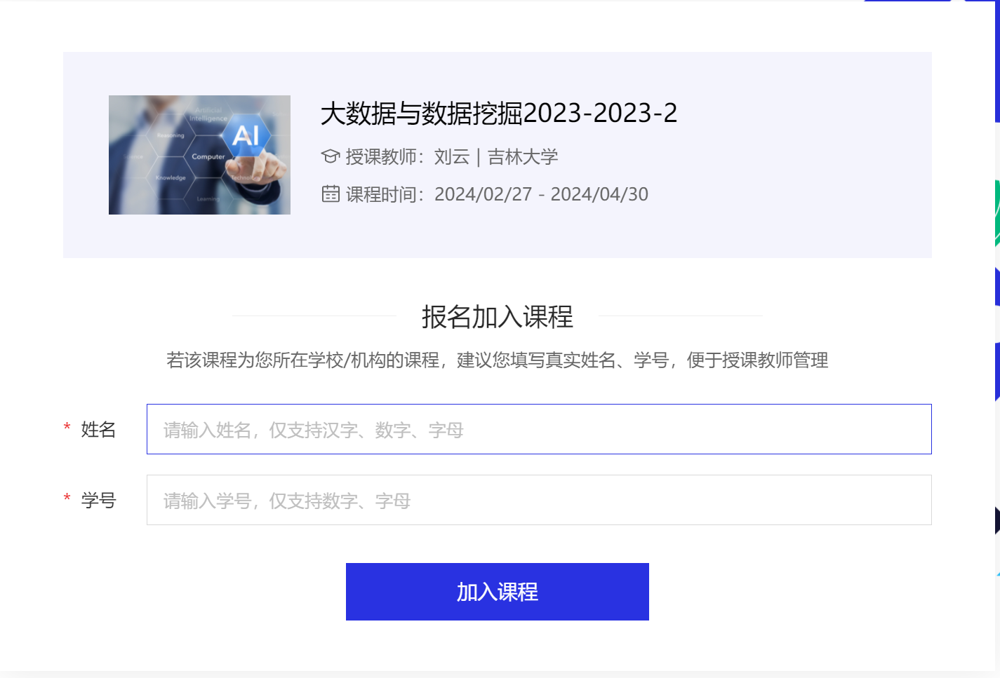 大数据与数据挖掘2023-2023-2
授课教师：刘云 | 吉林大学
课程时间：2024/02/27 - 2024/04/30
Artificial
Intelligence
Reasoning
AI
Science
Computer
Knowledge
Technology
Learning
报名加入课程
若该课程为您所在学校/机构的课程，建议您填写真实姓名、学号，便于授课教师管理
* 姓名
请输入姓名，仅支持汉字、数字、字母
* 学号
请输入学号，仅支持数字、字母
加入课程